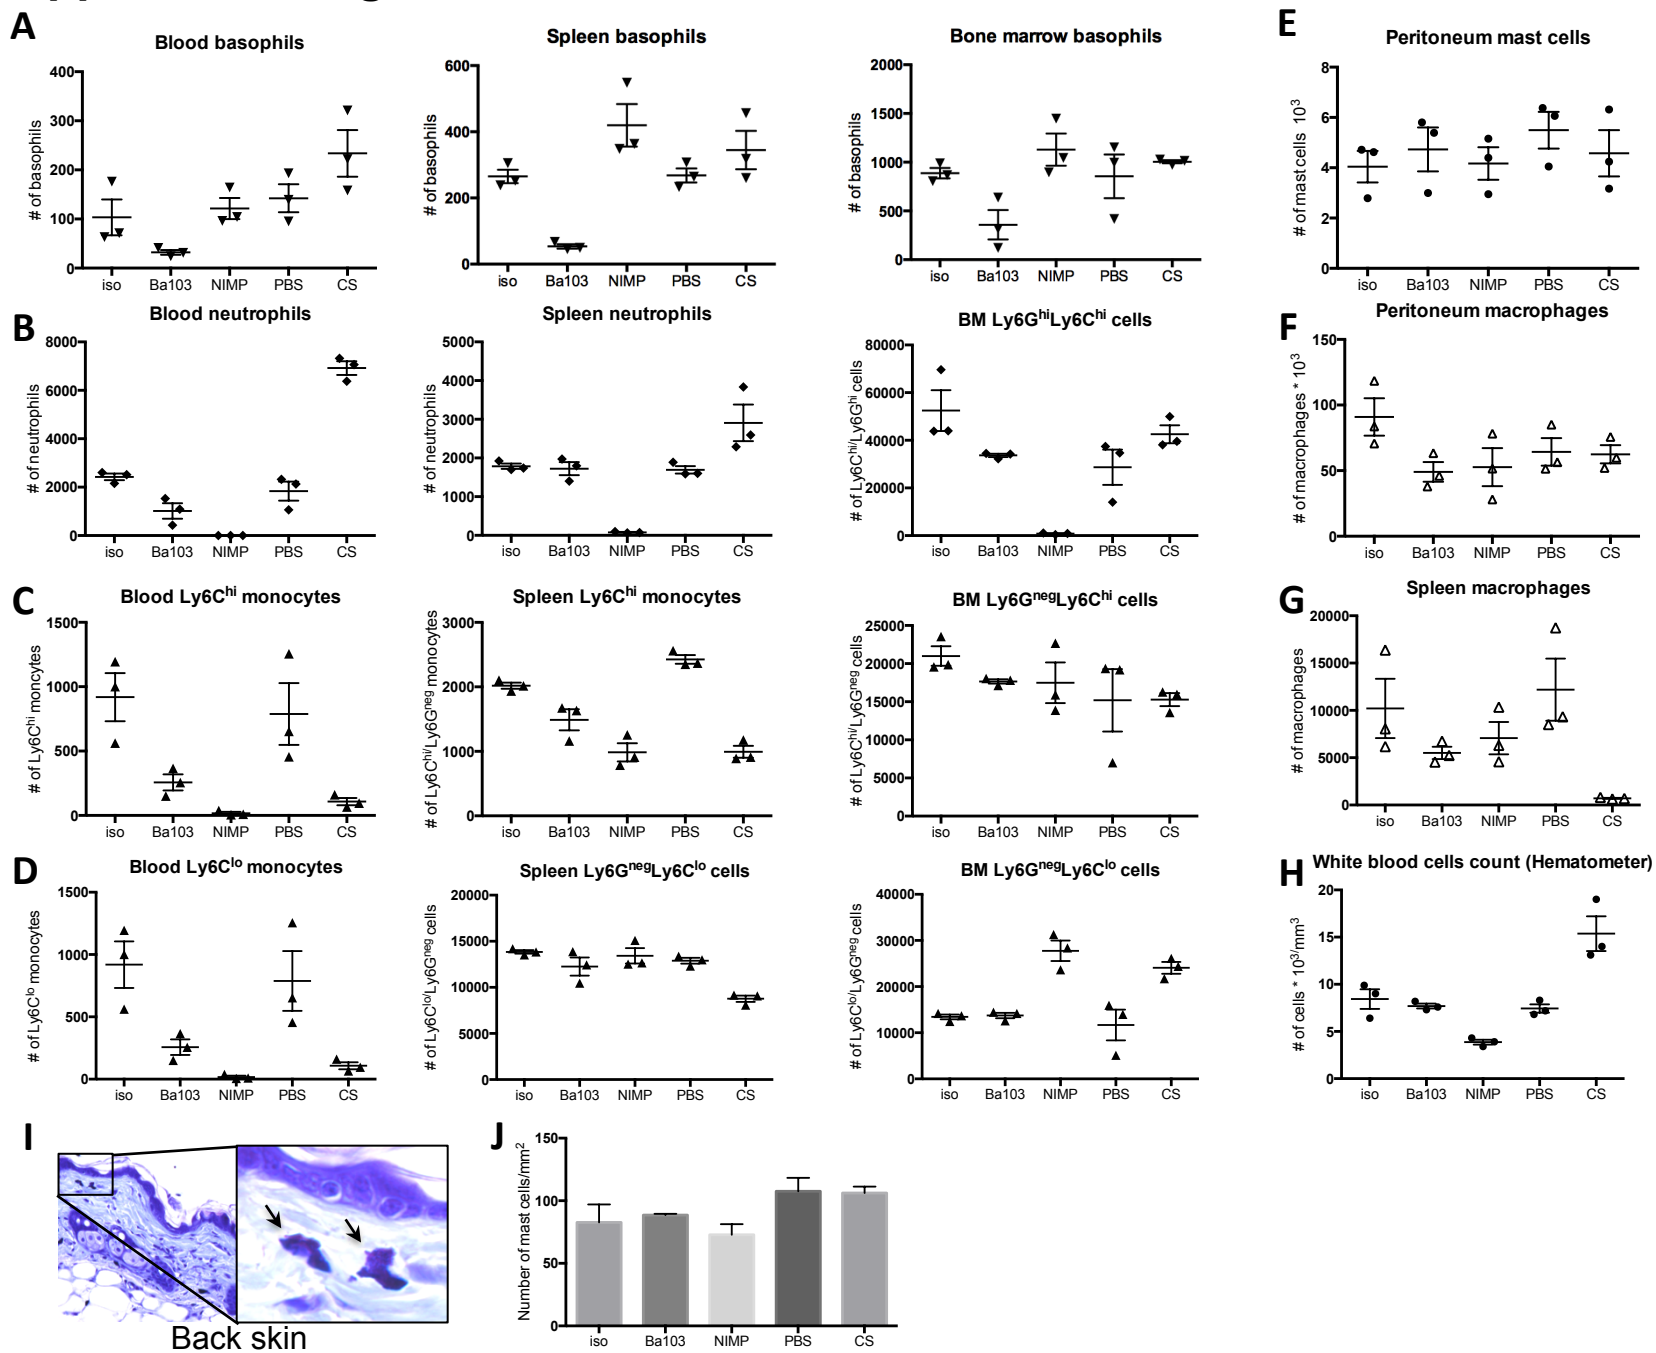 A
Blood basophils
# of basophils
400
300
200
100
0
iso Ba103 NIMP PBS CS
Spleen basophils
# of basophils
600
400
200
0
iso Ba103 NIMP PBS CS
Bone marrow basophils
# of basophils
2000
1500
1000
500
0
iso Ba103 NIMP PBS CS
E
Peritoneum mast cells
# of mast cells 10^3
8
6
4
2
0
iso Ba103 NIMP PBS CS
B
Blood neutrophils
# of neutrophils
8000
6000
4000
2000
0
iso Ba103 NIMP PBS CS
Spleen neutrophils
# of neutrophils
5000
4000
3000
2000
1000
0
iso Ba103 NIMP PBS CS
BM Ly6G^hiLy6C^hi cells
# of Ly6C^hi/Ly6G^hi cells
80000
60000
40000
20000
0
iso Ba103 NIMP PBS CS
F
Peritoneum macrophages
# of macrophages * 10^3
150
100
50
0
iso Ba103 NIMP PBS CS
C
Blood Ly6C^hi monocytes
# of Ly6C^hi moncytes
1500
1000
500
0
iso Ba103 NIMP PBS CS
Spleen Ly6C^hi monocytes
# of Ly6C^hi/Ly6G^neg monocytes
3000
2000
1000
0
iso Ba103 NIMP PBS CS
BM Ly6G^negLy6C^hi cells
# of Ly6C^hi/Ly6G^neg cells
25000
20000
15000
10000
5000
0
iso Ba103 NIMP PBS CS
G
Spleen macrophages
# of macrophages
20000
15000
10000
5000
0
iso Ba103 NIMP PBS CS
D
Blood Ly6C^lo monocytes
# of Ly6C^lo monocytes
1500
1000
500
0
iso Ba103 NIMP PBS CS
Spleen Ly6G^negLy6C^lo cells
# of Ly6C^lo/Ly6G^neg cells
20000
15000
10000
5000
0
iso Ba103 NIMP PBS CS
BM Ly6G^negLy6C^lo cells
# of Ly6C^lo/Ly6G^neg cells
40000
30000
20000
10000
0
iso Ba103 NIMP PBS CS
H
White blood cells count (Hematometer)
# of cells * 10^3/mm^3
20
15
10
5
0
iso Ba103 NIMP PBS CS
I
Back skin
J
Number of mast cells/mm^2
150
100
50
0
iso Ba103 NIMP PBS CS